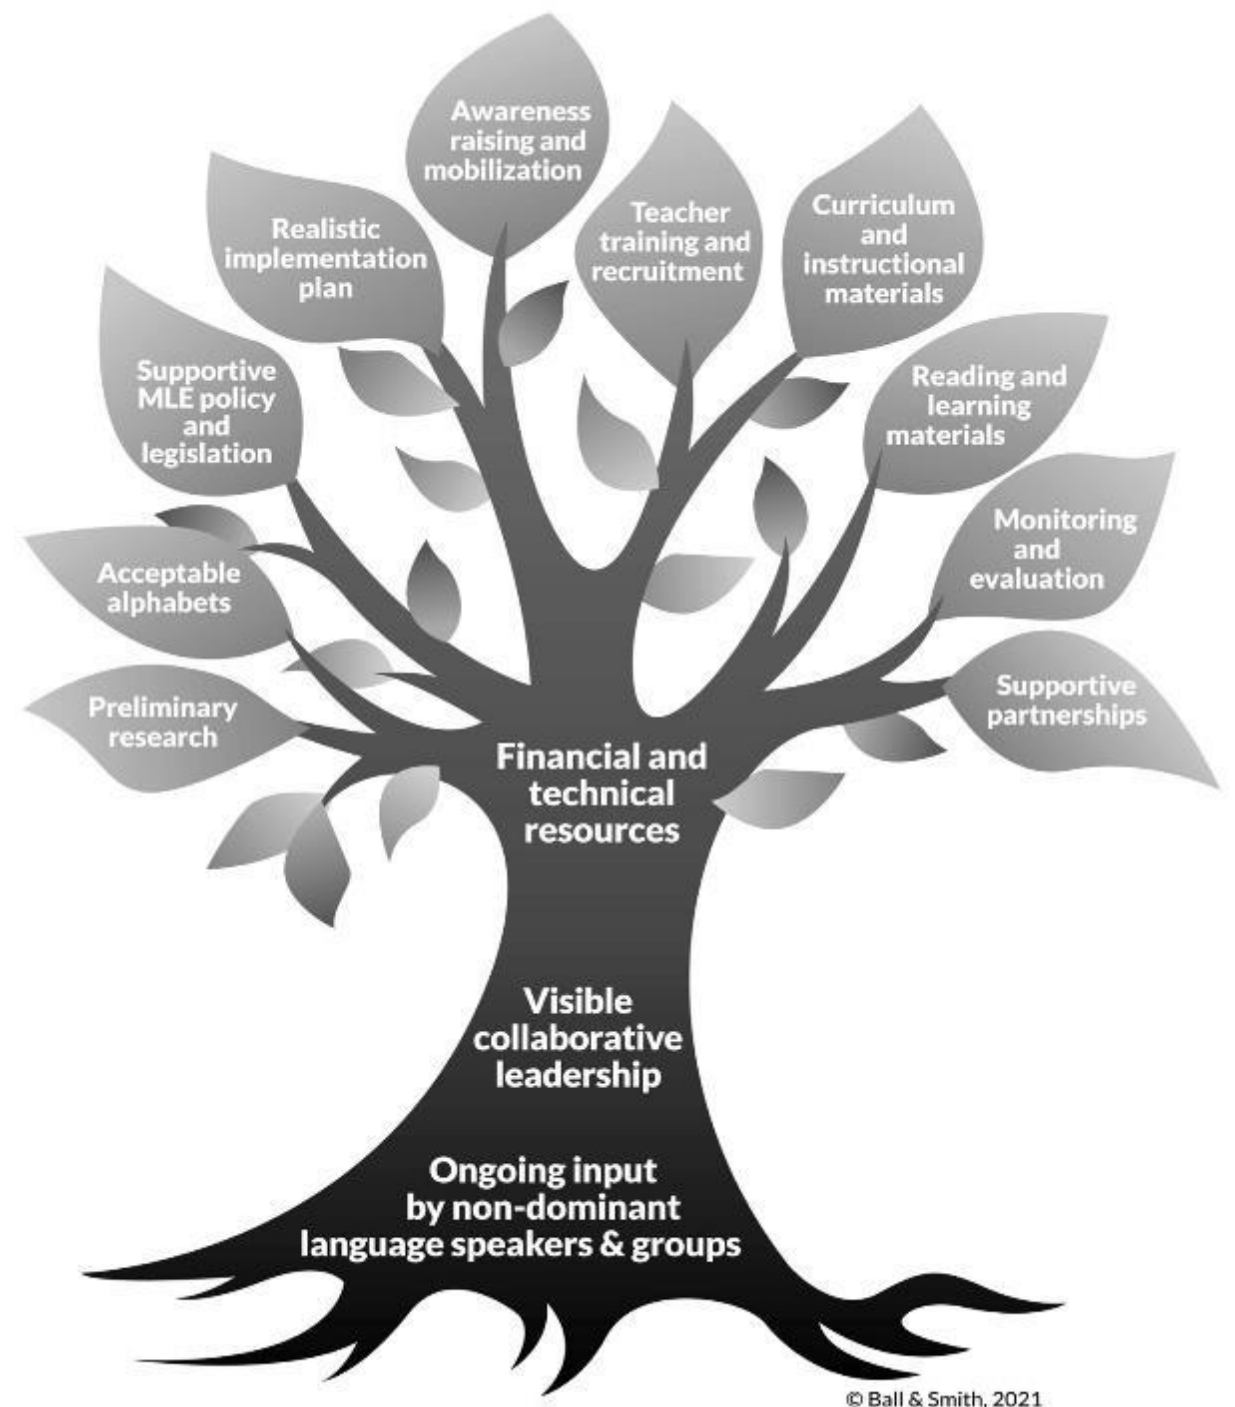 Awareness
raising and
mobilization
Realistic
implementation
plan
Teacher
training and
recruitment
Curriculum
and
instructional
materials
Supportive
MLE policy
and
legislation
Reading and
learning
materials
Acceptable
alphabets
Monitoring
and
evaluation
Preliminary
research
Supportive
partnerships
Financial and
technical
resources
Visible
collaborative
leadership
Ongoing input
by non-dominant
language speakers & groups
© Ball & Smith, 2021